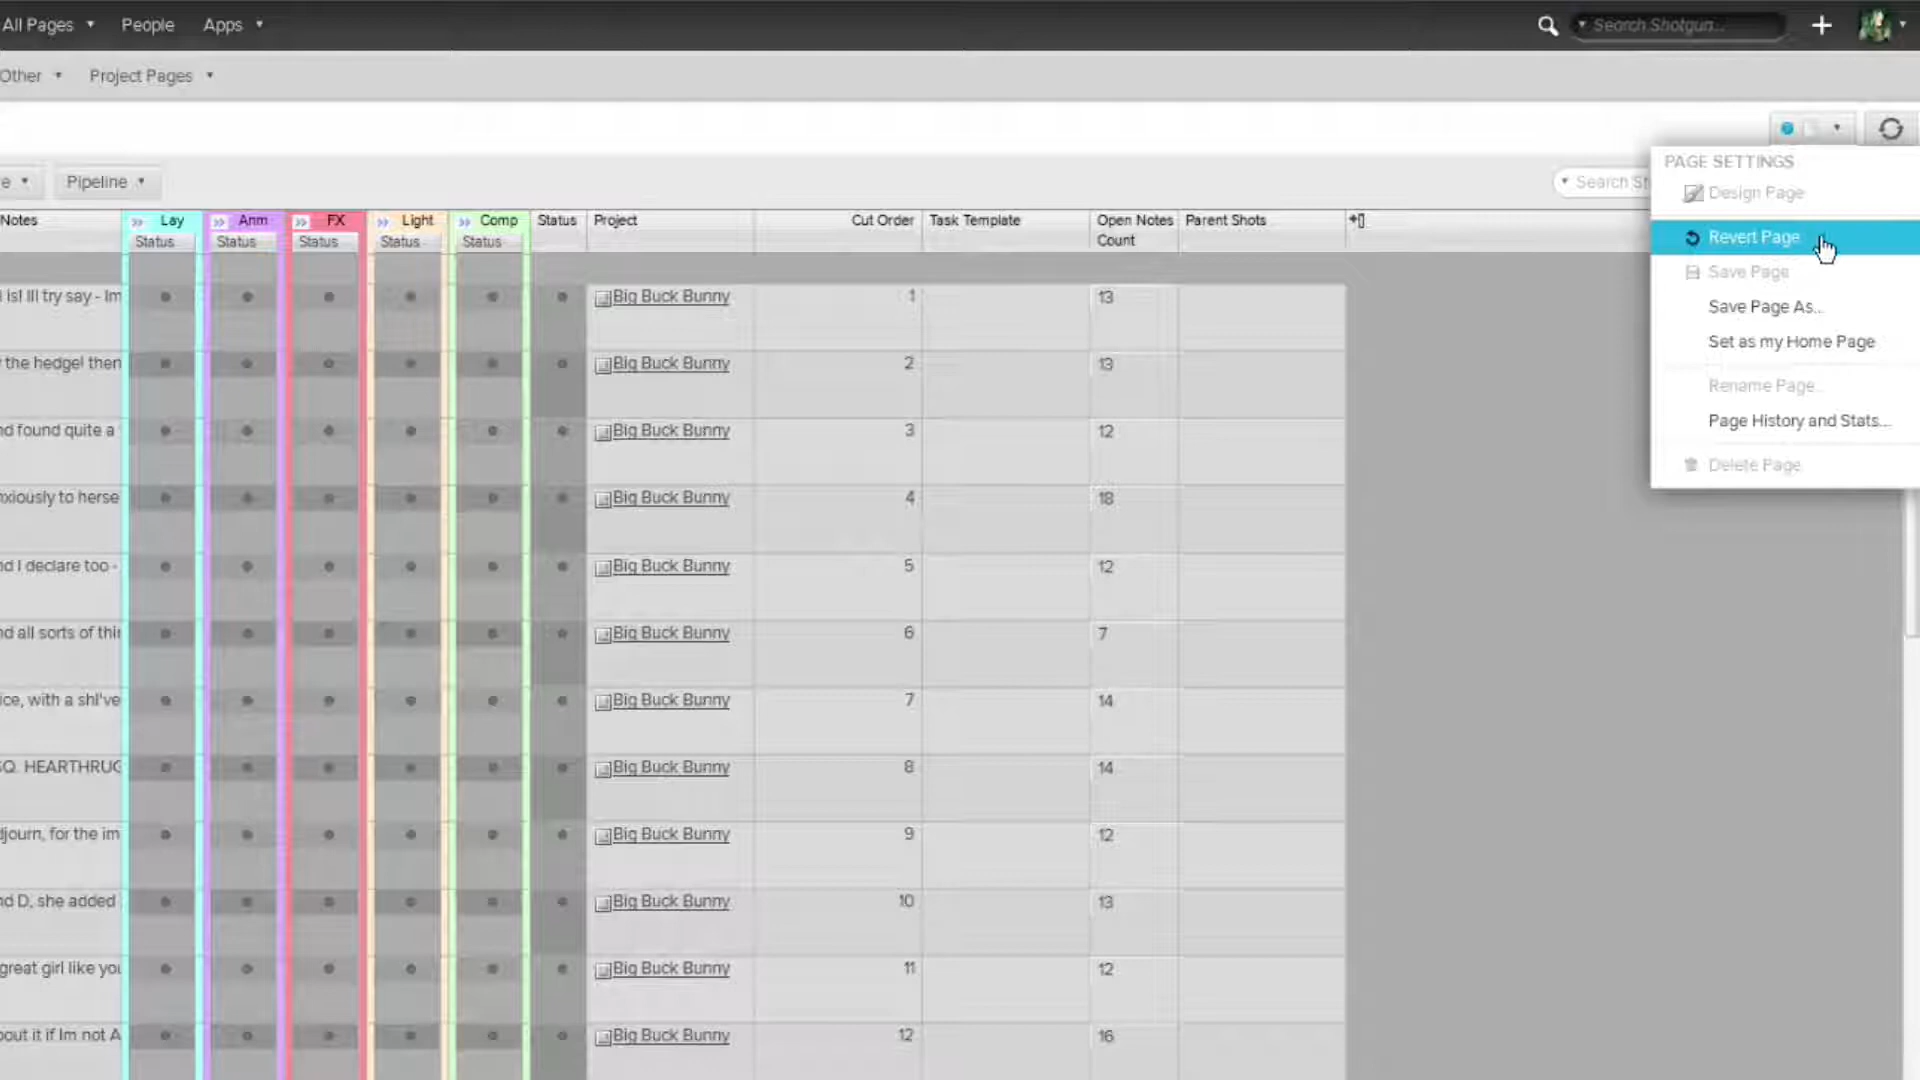 All Pages People Apps Search Shotgun...
Other Project Pages
PAGE SETTINGS
Design Page
Revert Page
Save Page
Save Page As...
Set as my Home Page
Rename Page...
Page History and Stats...
Delete Page
e Pipeline Search
Notes Lay Anm FX Light Comp Status Project Cut Order Task Template Open Notes Count Parent Shots
Status Status Status Status Status
I is! Ill try say - Im Big Buck Bunny 1 13
the hedge! then Big Buck Bunny 2 13
nd found quite a Big Buck Bunny 3 12
nxiously to herse Big Buck Bunny 4 18
nd I declare too - Big Buck Bunny 5 12
nd all sorts of thi Big Buck Bunny 6 7
ice, with a sh!'ve Big Buck Bunny 7 14
SQ. HEARTHRUG Big Buck Bunny 8 14
djourn, for the im Big Buck Bunny 9 12
nd D, she added Big Buck Bunny 10 13
great girl like you Big Buck Bunny 11 12
bout it if Im not A Big Buck Bunny 12 16